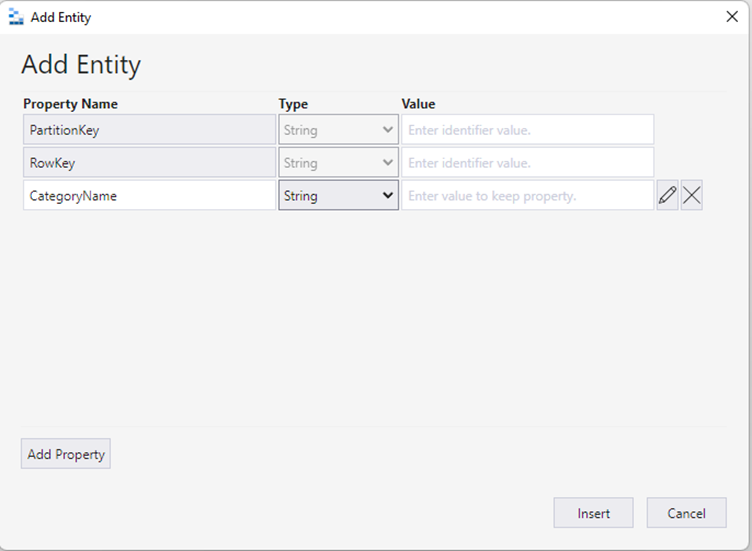 Add Entity
Add Entity
Property Name Type Value
PartitionKey String Enter identifier value.
RowKey String Enter identifier value.
CategoryName String Enter value to keep property.
Add Property
Insert Cancel